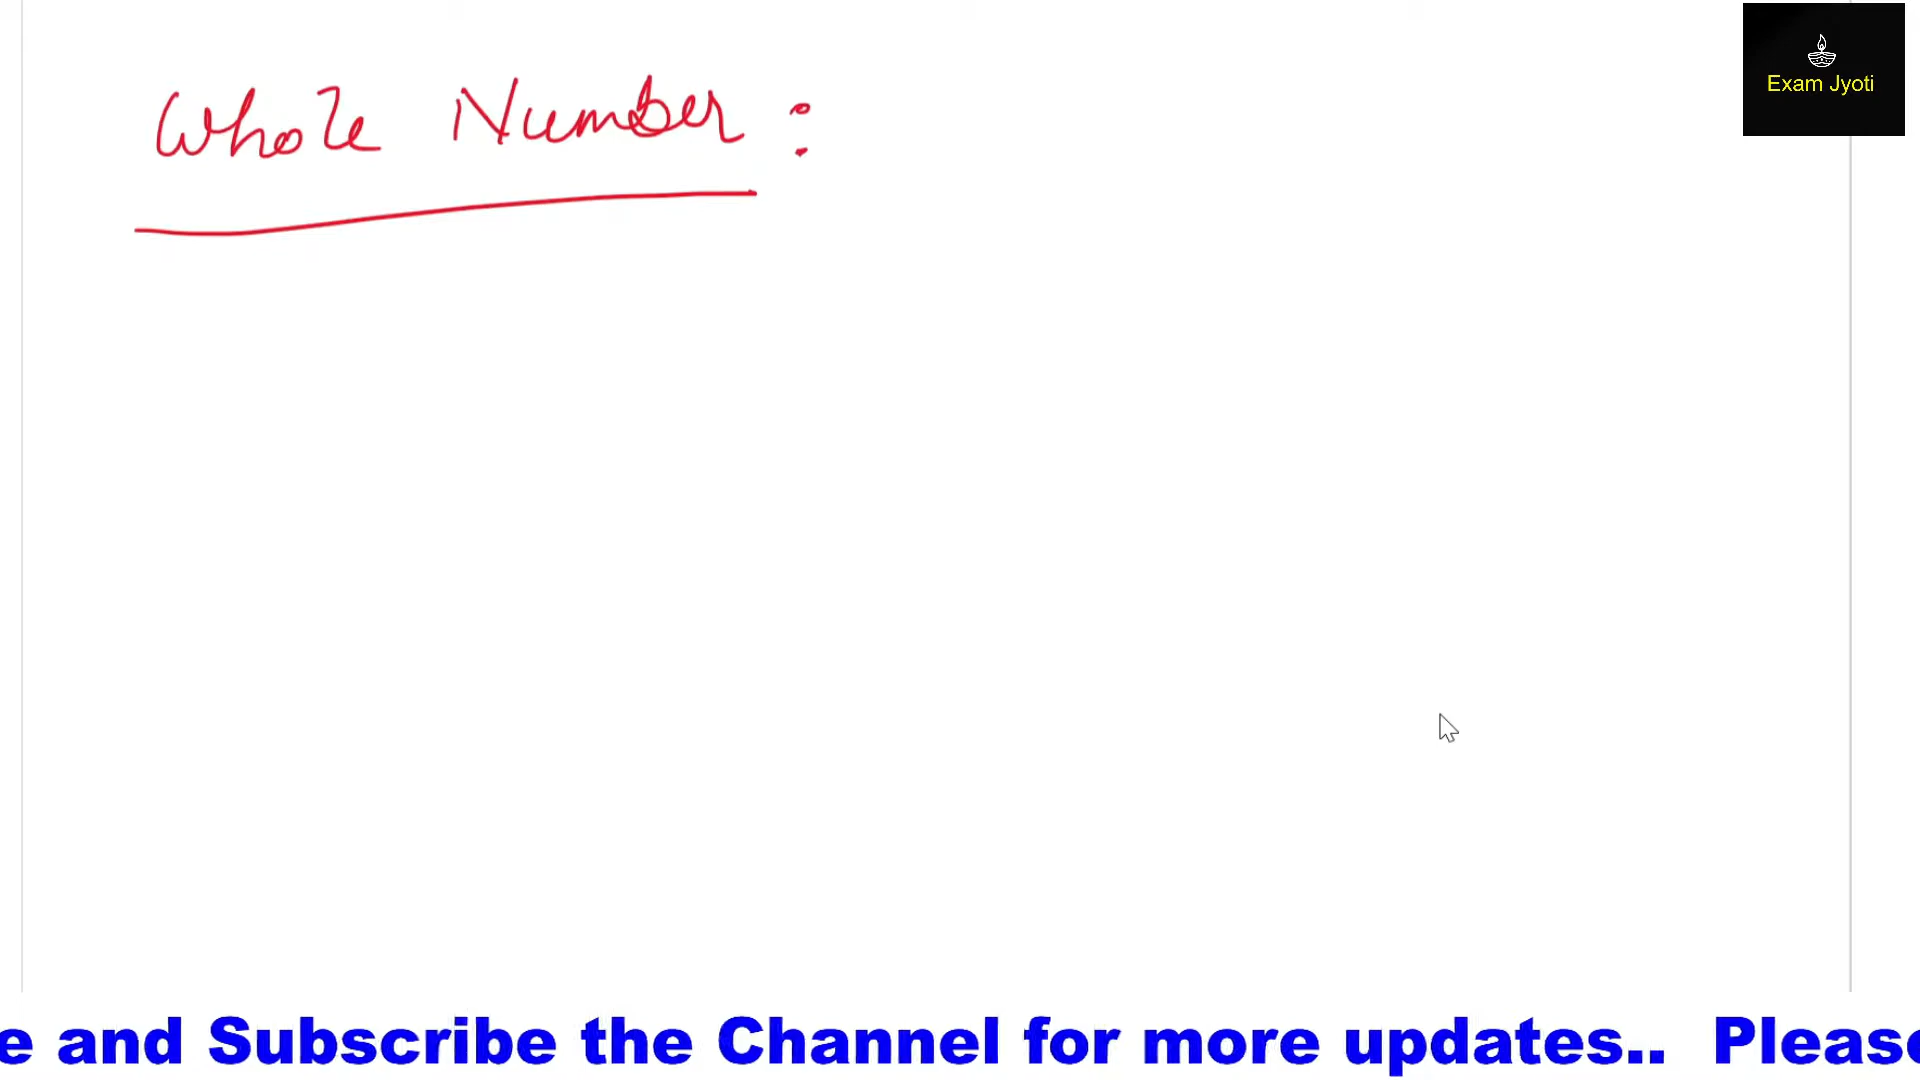 Whole Number :
Exam Jyoti
e and Subscribe the Channel for more updates.. Please